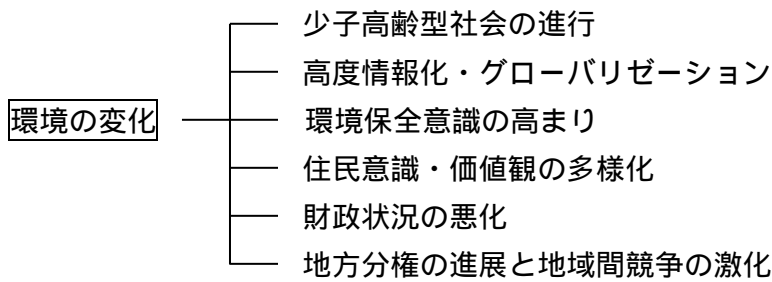 少子高齢型社会の進行
高度情報化・グローバリゼーション
環境の変化
環境保全意識の高まり
住民意識・価値観の多様化
財政状況の悪化
地方分権の進展と地域間競争の激化